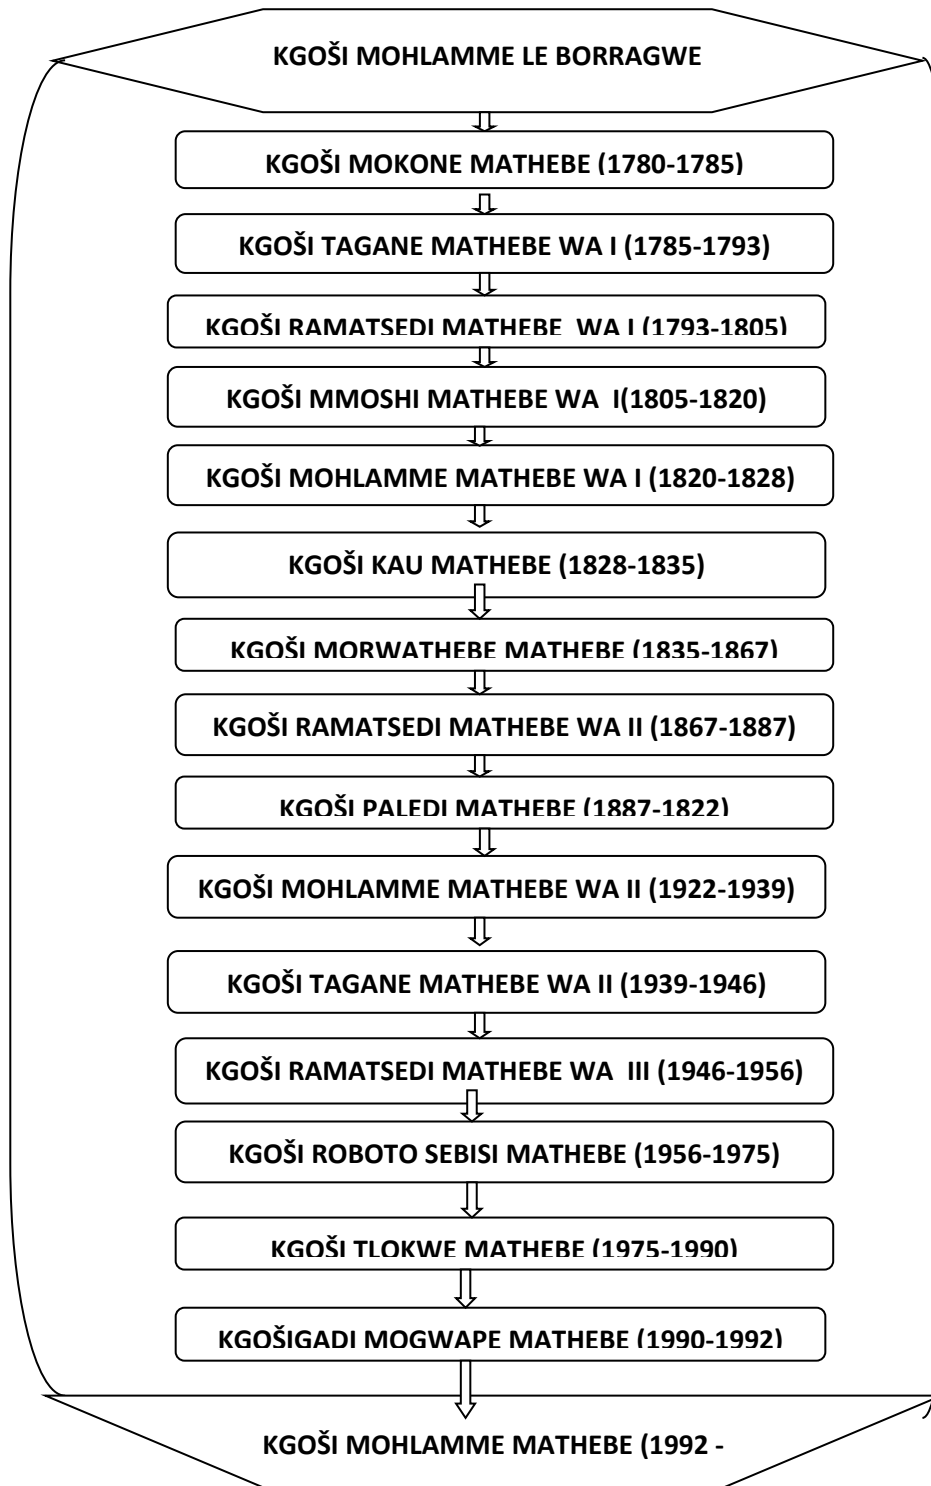 KGOŠI MOHLAMME LE BORRAGWE
KGOŠI MOKONE MATHEBE (1780-1785)
KGOŠI TAGANE MATHEBE WA I (1785-1793)
KGOŠI RAMATSEDI MATHEBE WA I (1793-1805)
KGOŠI MMOSHI MATHEBE WA I(1805-1820)
KGOŠI MOHLAMME MATHEBE WA I (1820-1828)
KGOŠI KAU MATHEBE (1828-1835)
KGOŠI MORWATHEBE MATHEBE (1835-1867)
KGOŠI RAMATSEDI MATHEBE WA II (1867-1887)
KGOŠI PALEDI MATHEBE (1887-1822)
KGOŠI MOHLAMME MATHEBE WA II (1922-1939)
KGOŠI TAGANE MATHEBE WA II (1939-1946)
KGOŠI RAMATSEDI MATHEBE WA III (1946-1956)
KGOŠI ROBOTO SEBISI MATHEBE (1956-1975)
KGOŠI TLOKWE MATHEBE (1975-1990)
KGOŠIGADI MOGWAPE MATHEBE (1990-1992)
KGOŠI MOHLAMME MATHEBE (1992 -